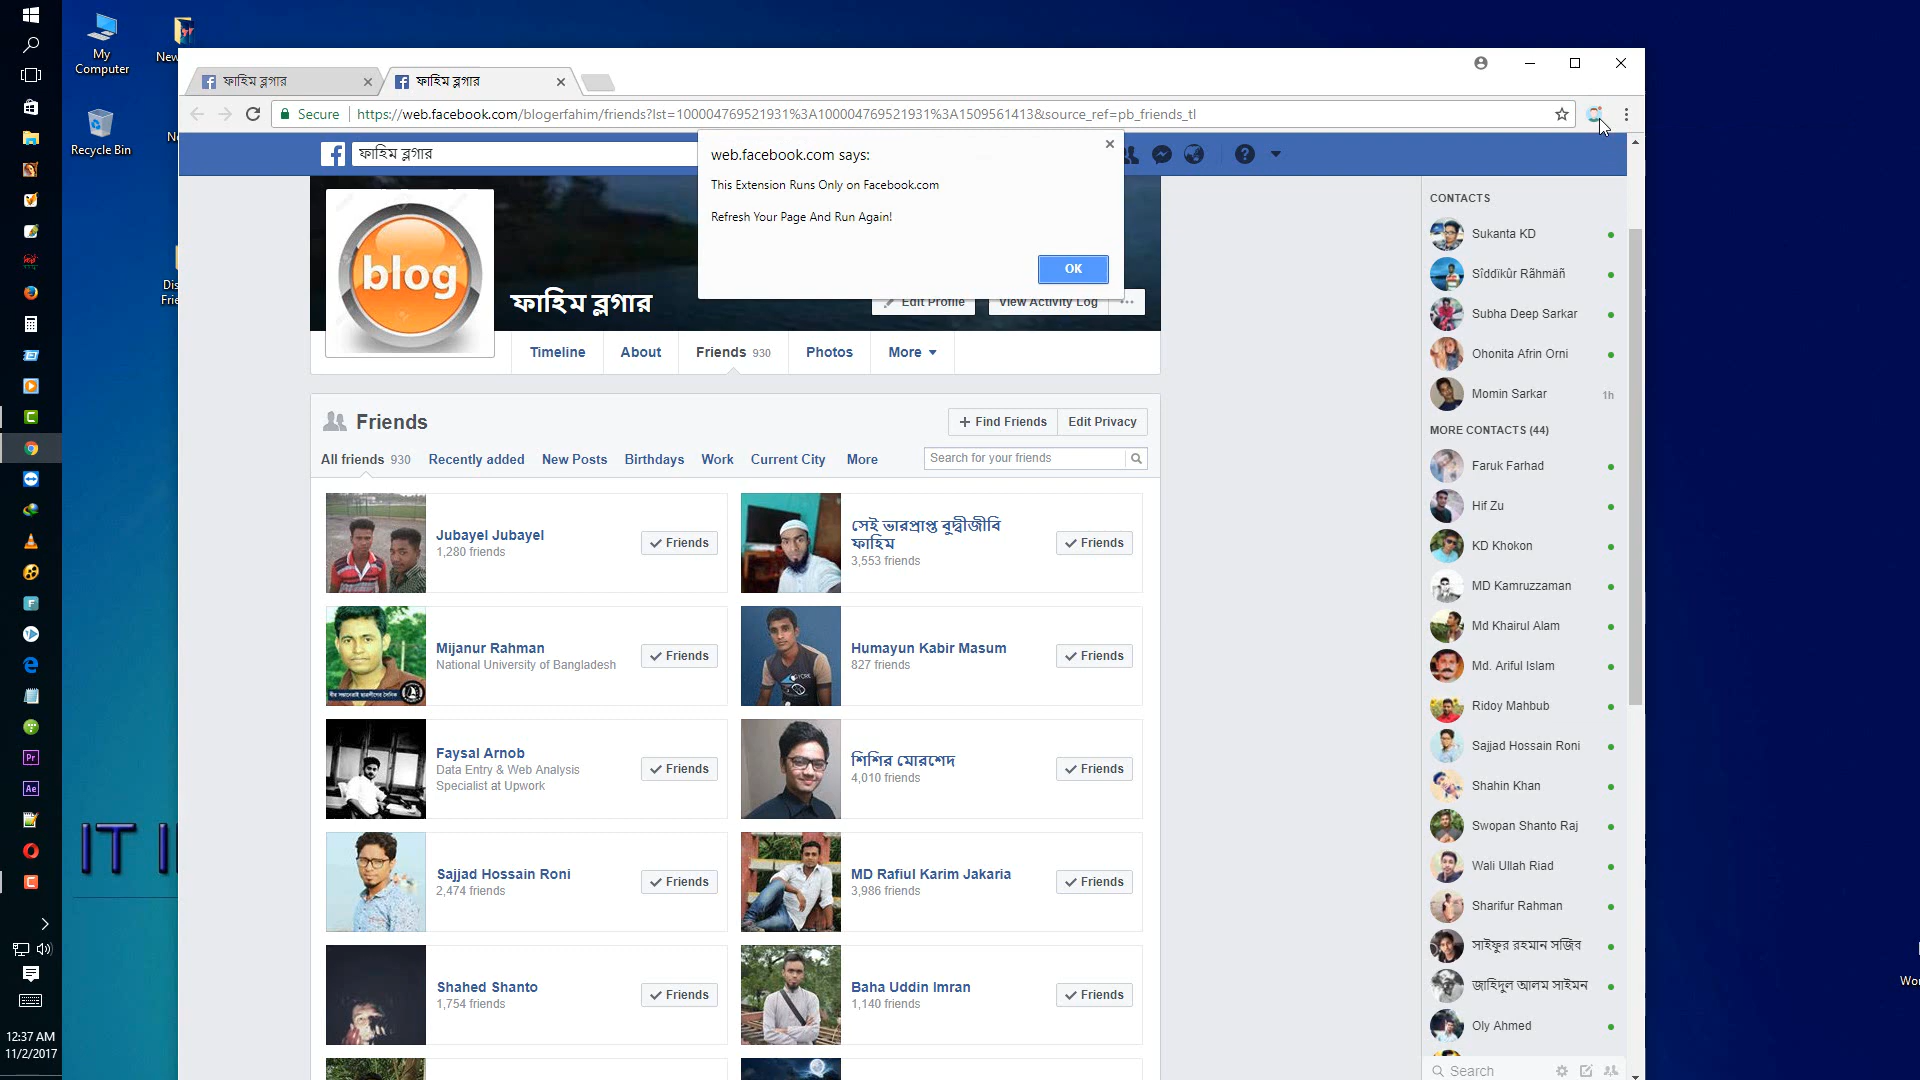 My
Computer
New
Recycle Bin
Dis
Frie
IT I
12:37 AM
11/2/2017
ফাহিম ব্লগার
ফাহিম ব্লগার
Secure
https://web.facebook.com/blogerfahim/friends?lst=100004769521931%3A100004769521931%3A1509561413&source_ref=pb_friends_tl
ফাহিম ব্লগার
web.facebook.com says:
This Extension Runs Only on Facebook.com
Refresh Your Page And Run Again!
OK
blog
ফাহিম ব্লগার
Edit Profile
View Activity Log
Timeline
About
Friends 930
Photos
More
Friends
+ Find Friends
Edit Privacy
All friends 930
Recently added
New Posts
Birthdays
Work
Current City
More
Search for your friends
Jubayel Jubayel
1,280 friends
Friends
সেই ভারপ্রাপ্ত বুদ্বীজীবি
ফাহিম
3,553 friends
Friends
Mijanur Rahman
National University of Bangladesh
Friends
Humayun Kabir Masum
827 friends
Friends
Faysal Arnob
Data Entry & Web Analysis
Specialist at Upwork
Friends
শিশির মোরশেদ
4,010 friends
Friends
Sajjad Hossain Roni
2,474 friends
Friends
MD Rafiul Karim Jakaria
3,986 friends
Friends
Shahed Shanto
1,754 friends
Friends
Baha Uddin Imran
1,140 friends
Friends
CONTACTS
Sukanta KD
Sîddïkûr Rãhmäñ
Subha Deep Sarkar
Ohonita Afrin Orni
Momin Sarkar 1h
MORE CONTACTS (44)
Faruk Farhad
Hif Zu
KD Khokon
MD Kamruzzaman
Md Khairul Alam
Md. Ariful Islam
Ridoy Mahbub
Sajjad Hossain Roni
Shahin Khan
Swopan Shanto Raj
Wali Ullah Riad
Sharifur Rahman
সাইফুর রহমান সজিব
জাহিদুল আলম সাইমন
Oly Ahmed
Search
Wor